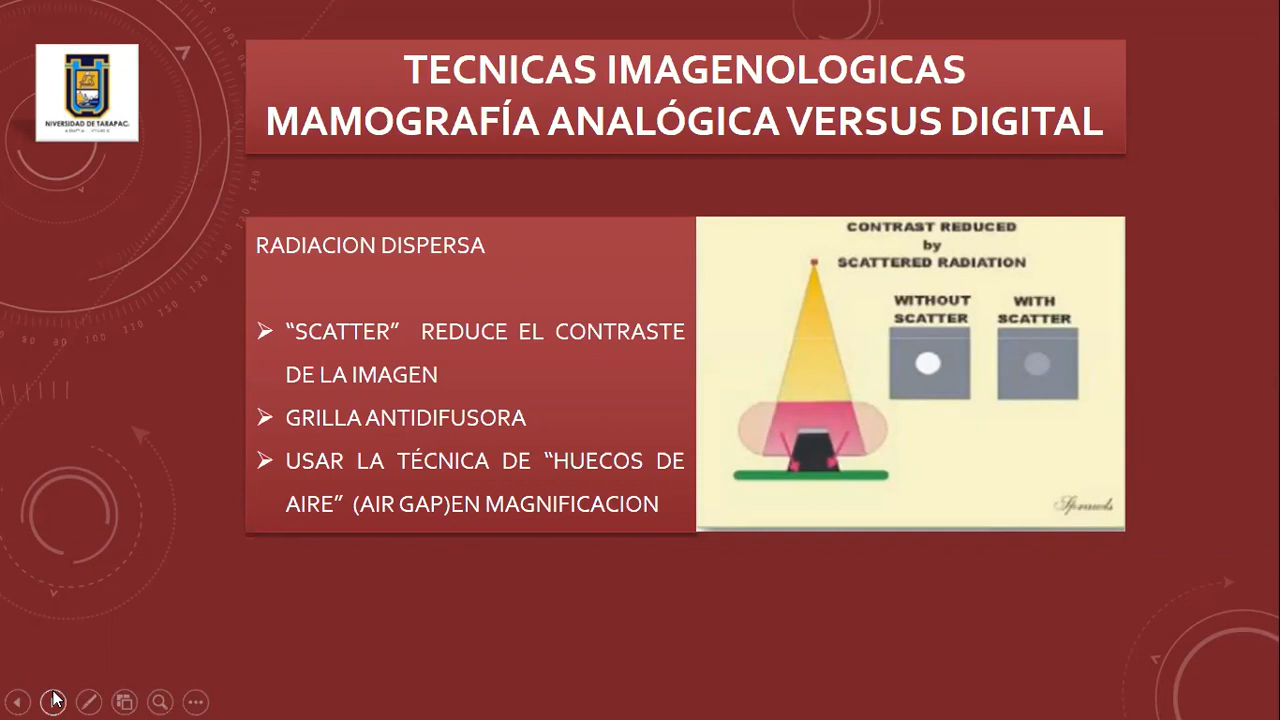 NIVERSIDAD DE TARAPAC
TECNICAS IMAGENOLOGICAS
MAMOGRAFÍA ANALÓGICA VERSUS DIGITAL
RADIACION DISPERSA
“SCATTER” REDUCE EL CONTRASTE
DE LA IMAGEN
GRILLA ANTIDIFUSORA
USAR LA TÉCNICA DE “HUECOS DE
AIRE” (AIR GAP)EN MAGNIFICACION
CONTRAST REDUCED
by
SCATTERED RADIATION
WITHOUT
SCATTER
WITH
SCATTER
Sprawls